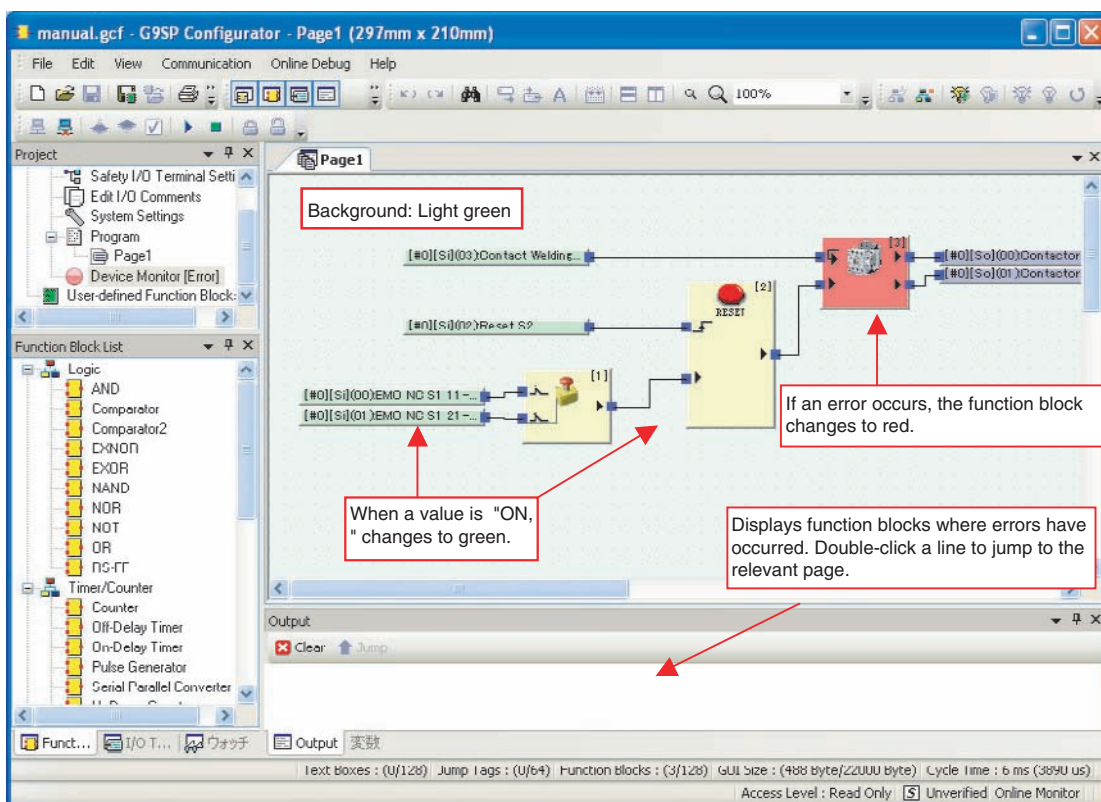 manual.gcf - G9SP Configurator - Page1 (297mm x 210mm)
File Edit View Communication Online Debug Help
100%
Project
Page1
Safety I/O Terminal Setti
Edit I/O Comments
System Settings
Program
Page1
Device Monitor [Error]
User-defined Function Block
Function Block List
Logic
AND
Comparator
Comparator2
EXNOR
EXOR
NAND
NOR
NOT
OR
RS-FF
Timer/Counter
Counter
Off-Delay Timer
On-Delay Timer
Pulse Generator
Serial Parallel Converter
Funct... I/O T... ウォッチ
Background: Light green
[#0][Si](03)Contact Welding...
[3]
[#0][So](00)Contactor
[#0][So](01)Contactor
[2]
RESET
[#0][Si](02)Reset S2
[1]
[#0][Si](00)EMO NC S1 11-...
[#0][Si](01)EMO NC S1 21-...
If an error occurs, the function block
changes to red.
When a value is "ON,
" changes to green.
Displays function blocks where errors have
occurred. Double-click a line to jump to the
relevant page.
Output
Clear Jump
Output 変数
Text Boxes : (0/128) Jump Tags : (0/64) Function Blocks : (3/128) GUI Size : (488 Byte/22000 Byte) Cycle Time : 6 ms (3890 us)
Access Level : Read Only S Unverified Online Monitor